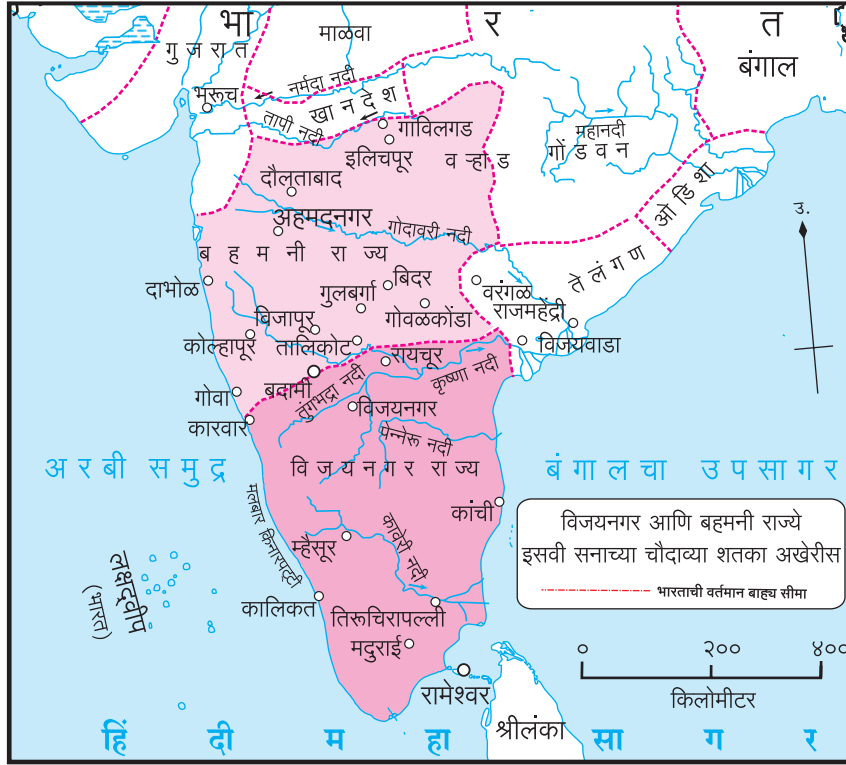 भा र त
गुजरात
माळवा
बंगाल
नर्मदा नदी
भरूच
खानदेश
तापी नदी
गाविलगड
इलिचपूर
वऱ्हाड
महानदी
गोंडवन
ओडिशा
दौलताबाद
अहमदनगर
गोदावरी नदी
उ.
बहमनी राज्य
तेलंगण
दाभोळ
बिदर
गुलबर्गा
वरंगळ
राजमहेंद्री
विजापूर
गोवळकोंडा
कोल्हापूर
तालिकोट
विजयवाडा
रायचूर
कृष्णा नदी
बदामी
तुंगभद्रा नदी
गोवा
विजयनगर
कारवार
पेन्नेरू नदी
अरबी समुद्र
विजयनगर राज्य
बंगालचा उपसागर
मलबार किनारपट्टी
कांची
कावेरी नदी
म्हैसूर
विजयनगर आणि बहमनी राज्ये
इसवी सनाच्या चौदाव्या शतका अखेरीस
भारताची वर्तमान बाह्य सीमा
लक्षद्वीप
(भारत)
कालिकत
तिरूचिरापल्ली
मदुराई
० २०० ४००
किलोमीटर
रामेश्वर
श्रीलंका
हिंदी महासागर